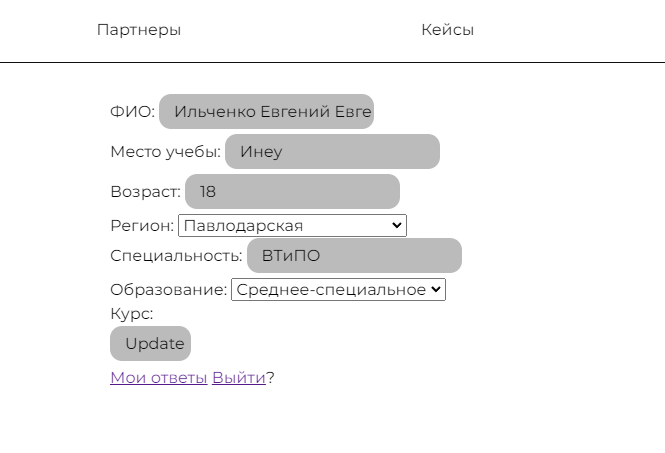 Партнеры Кейсы
ФИО: Ильченко Евгений Евге
Место учебы: Инеу
Возраст: 18
Регион: Павлодарская
Специальность: ВТиПО
Образование: Среднее-специальное
Курс:
Update
Мои ответы Выйти?